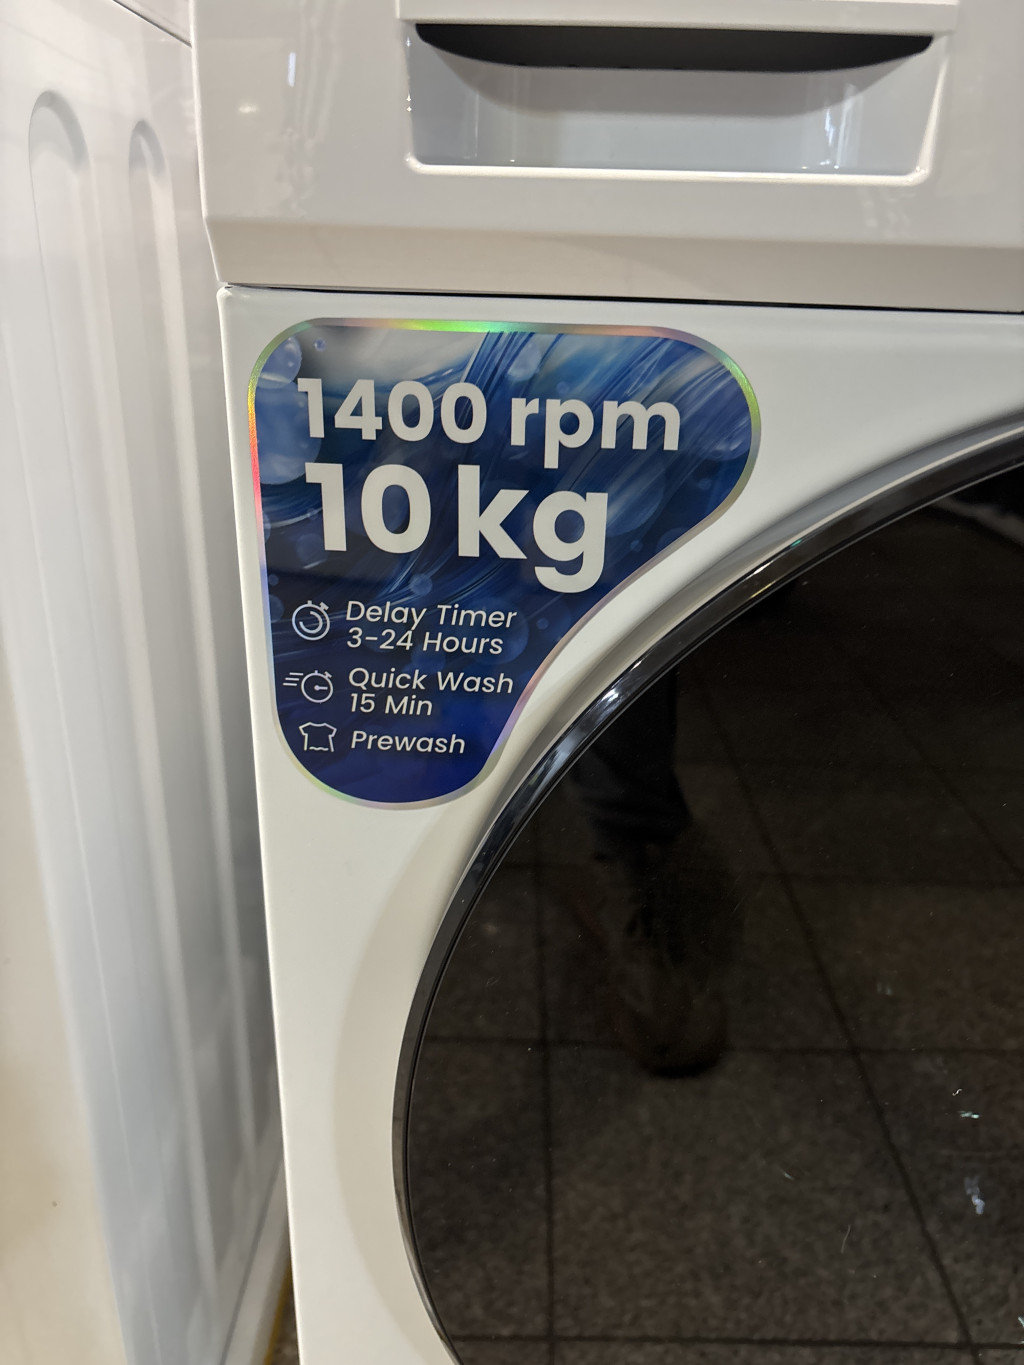 1400 rpm
10 kg
Delay Timer
3-24 Hours
Quick Wash
15 Min
Prewash